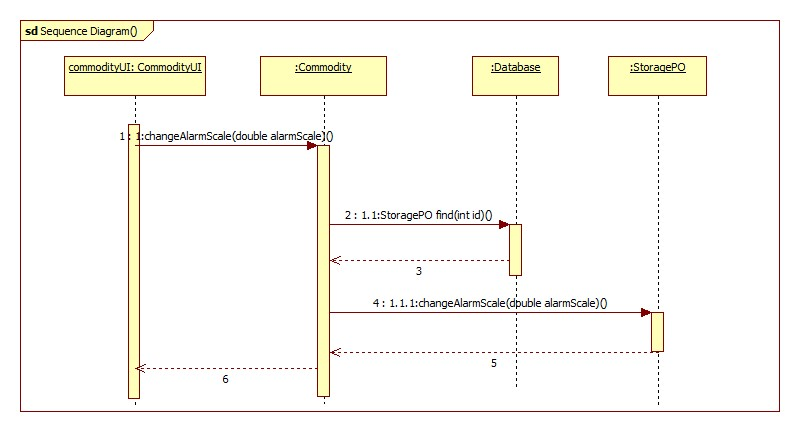 sd Sequence Diagram()
commodityUI: CommodityUI
:Commodity
:Database
:StoragePO
1 : 1:changeAlarmScale(double alarmScale)()
2 : 1.1:StoragePO find(int id)()
3
4 : 1.1.1:changeAlarmScale(double alarmScale)()
5
6